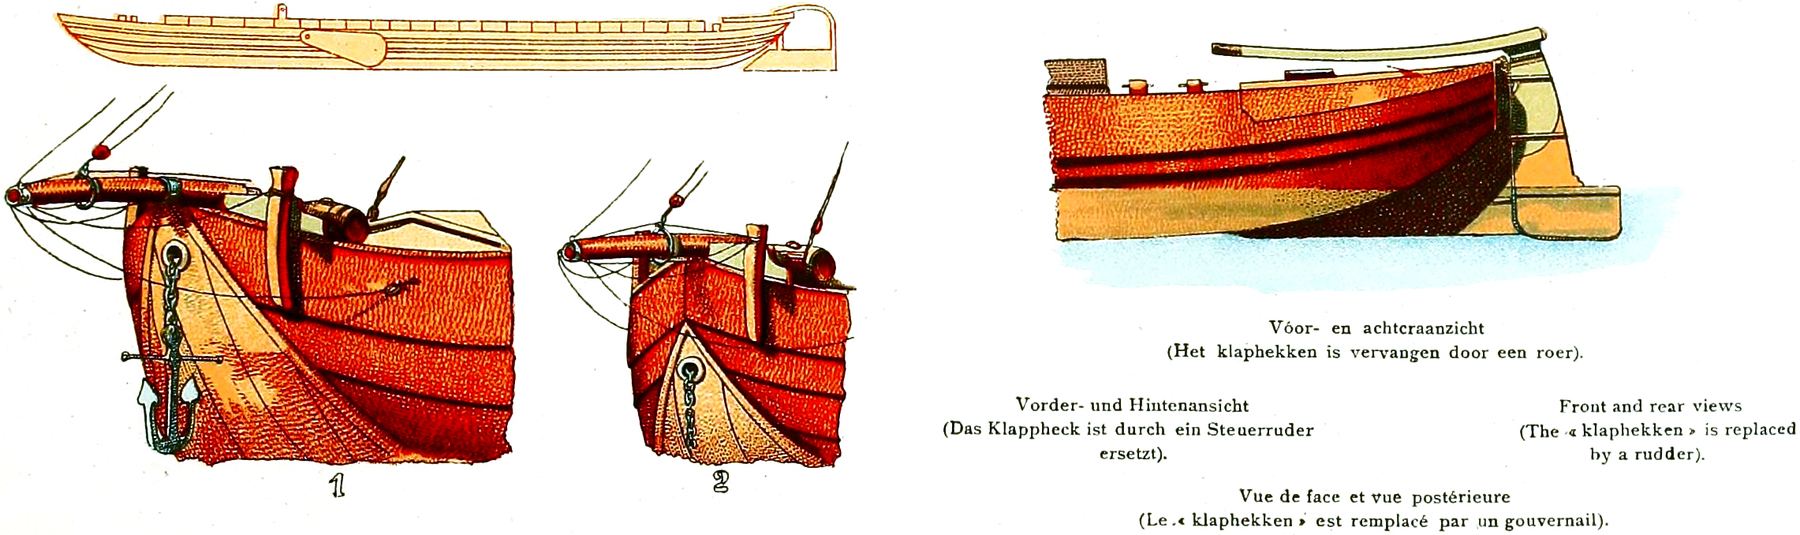 1
2
Vóor- en achteraanzicht
(Het klaphekken is vervangen door een roer).
Vorder- und Hintenansicht
(Das Klappheck ist durch ein Steuerruder
ersetzt).
Front and rear views
(The « klaphekken » is replaced
by a rudder).
Vue de face et vue postérieure
(Le « klaphekken » est remplacé par un gouvernail).